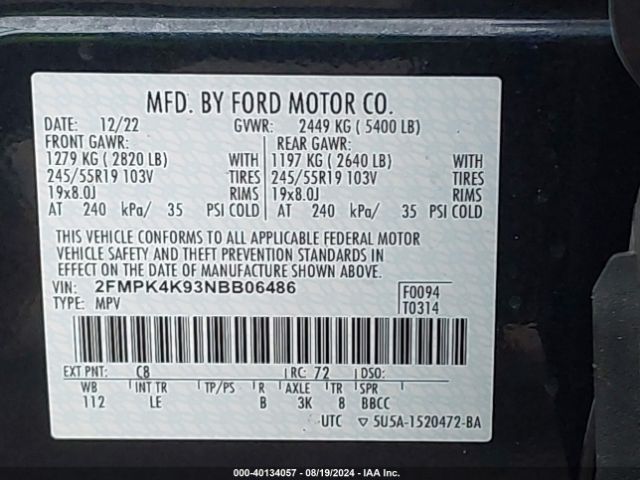 MFD. BY FORD MOTOR CO.
DATE: 12/22 GVWR: 2449 KG ( 5400 LB)
FRONT GAWR: REAR GAWR:
1279 KG ( 2820 LB) WITH 1197 KG ( 2640 LB) WITH
245/55R19 103V TIRES 245/55R19 103V TIRES
19x8.0J RIMS 19x8.0J RIMS
AT 240 kPa/ 35 PSI COLD AT 240 kPa/ 35 PSI COLD
THIS VEHICLE CONFORMS TO ALL APPLICABLE FEDERAL MOTOR
VEHICLE SAFETY AND THEFT PREVENTION STANDARDS IN
EFFECT ON THE DATE OF MANUFACTURE SHOWN ABOVE.
VIN: 2FMPK4K93NBB06486 F0094
TYPE: MPV T0314
EXT PNT: C8 RC: 72 DSO:
WB INT TR TP/PS R AXLE TR SPR
112 LE B 3K 8 BBCC
UTC ▽ 5U5A-1520472-BA
000-40134057 - 08/19/2024 - IAA Inc.